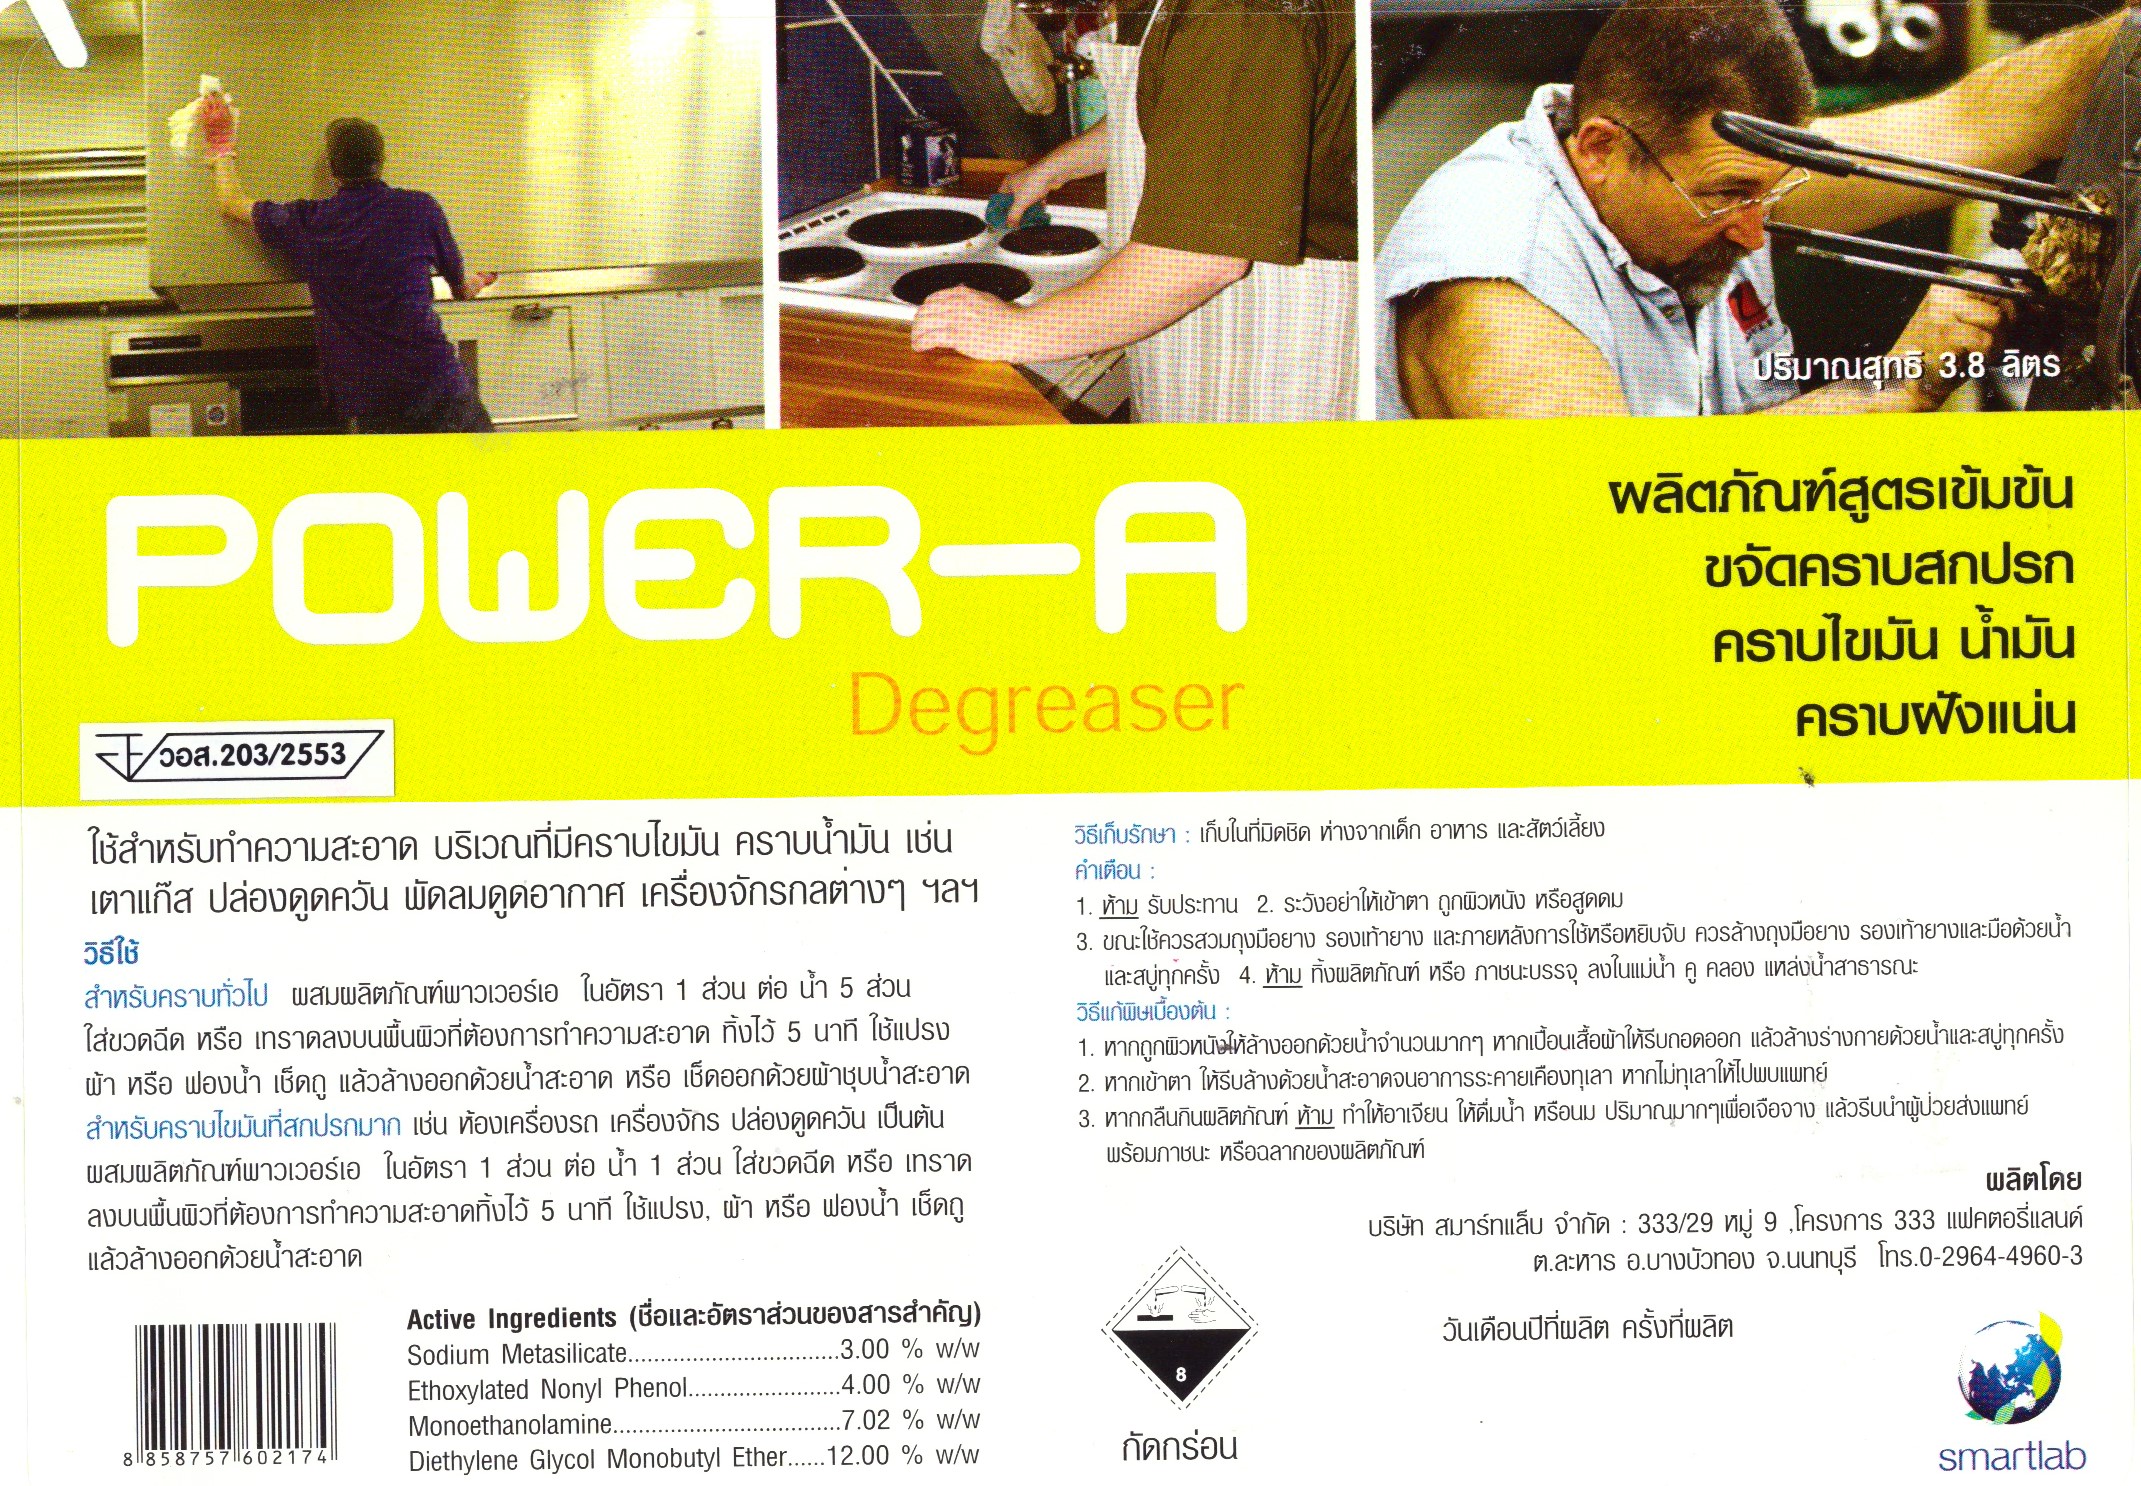 ปริมาณสุทธิ 3.8 ลิตร
POWER-A
Degreaser
ผลิตภัณฑ์สูตรเข้มข้น
ขจัดคราบสกปรก
คราบไขมัน น้ำมัน
คราบฝังแน่น
วอส.203/2553
ใช้สำหรับทำความสะอาด บริเวณที่มีคราบไขมัน คราบน้ำมัน เช่น
เตาแก๊ส ปล่องดูดควัน พัดลมดูดอากาศ เครื่องจักรกลต่างๆ ฯลฯ
วิธีใช้
สำหรับคราบทั่วไป ผสมผลิตภัณฑ์พาวเวอร์เอ ในอัตรา 1 ส่วน ต่อ น้ำ 5 ส่วน
ใส่ขวดฉีด หรือ เทราดลงบนพื้นผิวที่ต้องการทำความสะอาด ทิ้งไว้ 5 นาที ใช้แปรง
ผ้า หรือ ฟองน้ำ เช็ดถู แล้วล้างออกด้วยน้ำสะอาด หรือ เช็ดออกด้วยผ้าชุบน้ำสะอาด
สำหรับคราบไขมันที่สกปรกมาก เช่น ห้องเครื่องรถ เครื่องจักร ปล่องดูดควัน เป็นต้น
ผสมผลิตภัณฑ์พาวเวอร์เอ ในอัตรา 1 ส่วน ต่อ น้ำ 1 ส่วน ใส่ขวดฉีด หรือ เทราด
ลงบนพื้นผิวที่ต้องการทำความสะอาดทิ้งไว้ 5 นาที ใช้แปรง, ผ้า หรือ ฟองน้ำ เช็ดถู
แล้วล้างออกด้วยน้ำสะอาด
Active Ingredients (ชื่อและอัตราส่วนของสารสำคัญ)
Sodium Metasilicate................................3.00 % w/w
Ethoxylated Nonyl Phenol.......................4.00 % w/w
Monoethanolamine..................................7.02 % w/w
Diethylene Glycol Monobutyl Ether......12.00 % w/w
8 858757 602174
วิธีเก็บรักษา : เก็บในที่มิดชิด ห่างจากเด็ก อาหาร และสัตว์เลี้ยง
คำเตือน :
1. ห้าม รับประทาน 2. ระวังอย่าให้เข้าตา ถูกผิวหนัง หรือสูดดม
3. ขณะใช้ควรสวมถุงมือยาง รองเท้ายาง และภายหลังการใช้หรือหยิบจับ ควรล้างถุงมือยาง รองเท้ายางและมือด้วยน้ำ
และสบู่ทุกครั้ง 4. ห้าม ทิ้งผลิตภัณฑ์ หรือ ภาชนะบรรจุ ลงในแม่น้ำ คู คลอง แหล่งน้ำสาธารณะ
วิธีแก้พิษเบื้องต้น :
1. หากถูกผิวหนังให้ล้างออกด้วยน้ำจำนวนมากๆ หากเปื้อนเสื้อผ้าให้รีบถอดออก แล้วล้างร่างกายด้วยน้ำและสบู่ทุกครั้ง
2. หากเข้าตา ให้รีบล้างด้วยน้ำสะอาดจนอาการระคายเคืองทุเลา หากไม่ทุเลาให้ไปพบแพทย์
3. หากกลืนกินผลิตภัณฑ์ ห้าม ทำให้อาเจียน ให้ดื่มน้ำ หรือนม ปริมาณมากๆเพื่อเจือจาง แล้วรีบนำผู้ป่วยส่งแพทย์
พร้อมภาชนะ หรือฉลากของผลิตภัณฑ์
ผลิตโดย
บริษัท สมาร์ทแล็บ จำกัด : 333/29 หมู่ 9 ,โครงการ 333 แฟคตอรี่แลนด์
ต.ละหาร อ.บางบัวทอง จ.นนทบุรี โทร.0-2964-4960-3
วันเดือนปีที่ผลิต ครั้งที่ผลิต
8
กัดกร่อน
smartlab